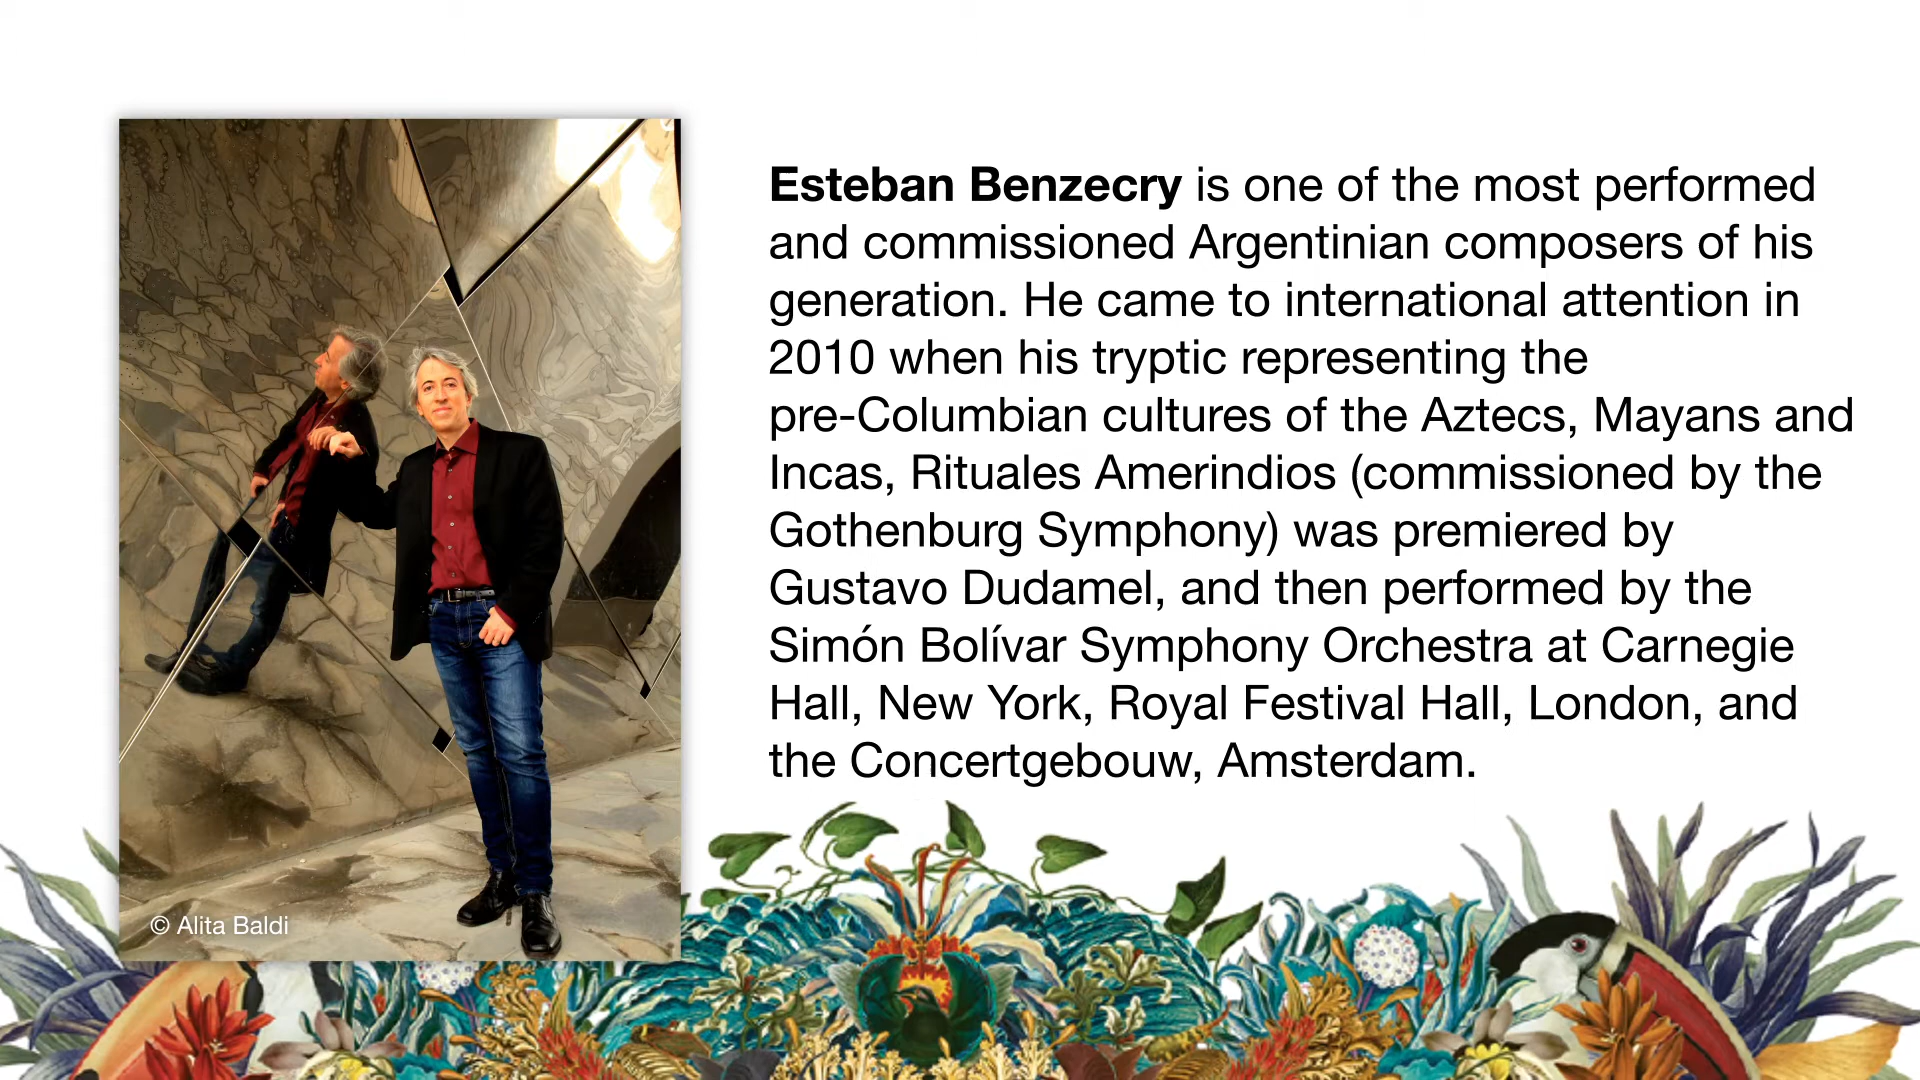 Esteban Benzecry is one of the most performed
and commissioned Argentinian composers of his
generation. He came to international attention in
2010 when his tryptic representing the
pre-Columbian cultures of the Aztecs, Mayans and
Incas, Rituales Amerindios (commissioned by the
Gothenburg Symphony) was premiered by
Gustavo Dudamel, and then performed by the
Simón Bolívar Symphony Orchestra at Carnegie
Hall, New York, Royal Festival Hall, London, and
the Concertgebouw, Amsterdam.
© Alita Baldi